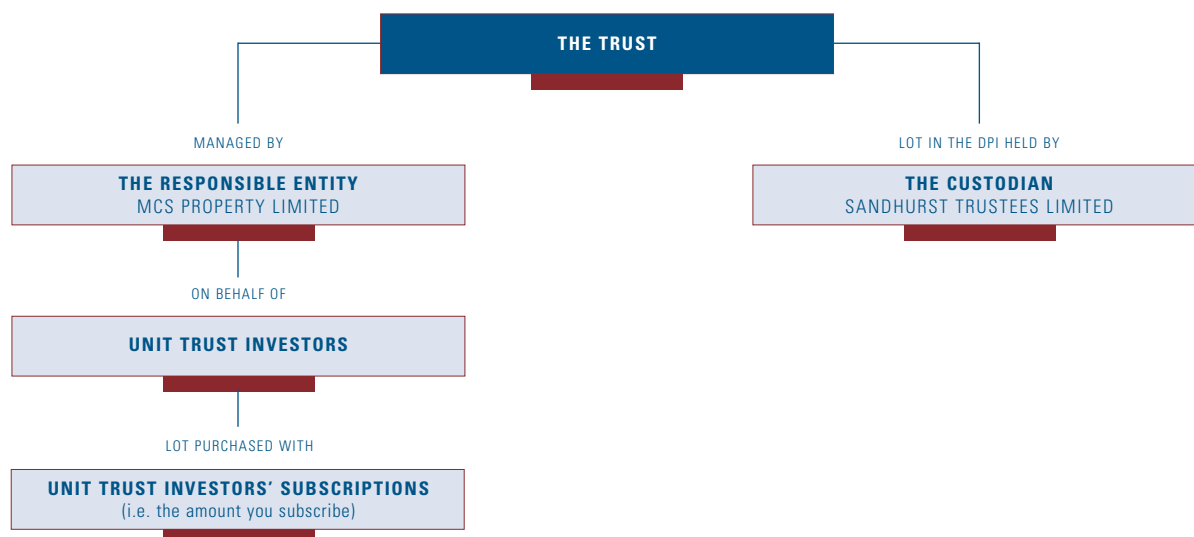 THE TRUST
MANAGED BY
LOT IN THE DPI HELD BY
THE RESPONSIBLE ENTITY
MCS PROPERTY LIMITED
THE CUSTODIAN
SANDHURST TRUSTEES LIMITED
ON BEHALF OF
UNIT TRUST INVESTORS
LOT PURCHASED WITH
UNIT TRUST INVESTORS’ SUBSCRIPTIONS
(i.e. the amount you subscribe)